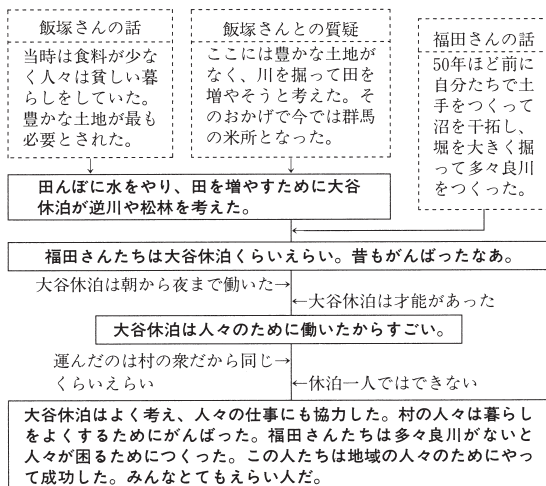 飯塚さんの話
当時は食料が少な
く人々は貧しい暮
らしをしていた。
豊かな土地が最も
必要とされた。
飯塚さんとの質疑
ここには豊かな土地が
なく、川を掘って田を
増やそうと考えた。そ
のおかげで今では群馬
の米所となった。
福田さんの話
50年ほど前に
自分たちで土
手をつくって
沼を干拓し、
堀を大きく掘
って多々良川
をつくった。
田んぼに水をやり、田を増やすために大谷
休泊が逆川や松林を考えた。
福田さんたちは大谷休泊くらいえらい。昔もがんばったなあ。
大谷休泊は朝から夜まで働いた→
←大谷休泊は才能があった
大谷休泊は人々のために働いたからすごい。
運んだのは村の衆だから同じ→
くらいえらい
←休泊一人ではできない
大谷休泊はよく考え、人々の仕事にも協力した。村の人々は暮らし
をよくするためにがんばった。福田さんたちは多々良川がないと
人々が困るためにつくった。この人たちは地域の人々のためにやっ
て成功した。みんなとてもえらい人だ。